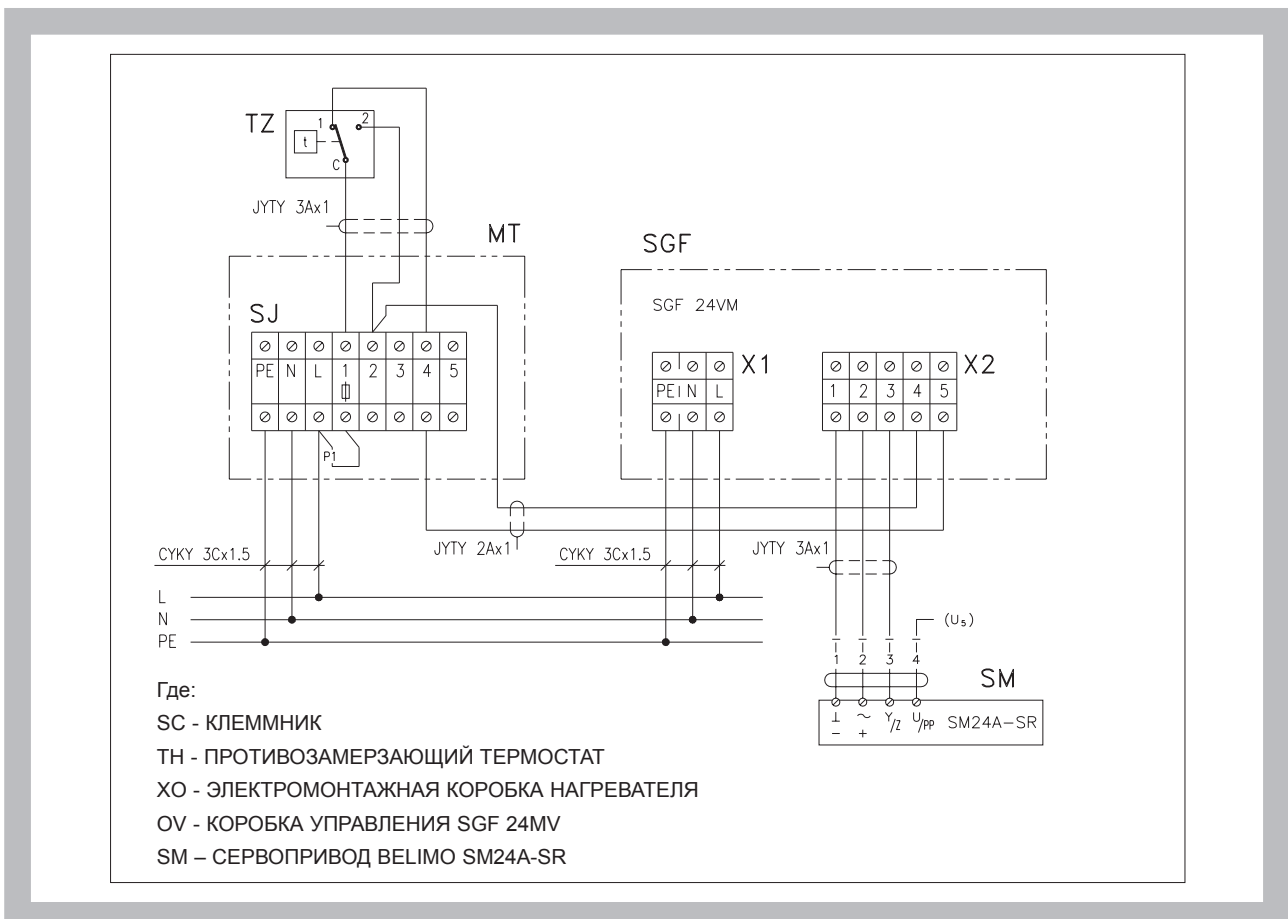 TZ
1
2
t
C
JYTY 3Ax1
MT
SGF
SJ
SGF 24VM
PE N L 1 2 3 4 5
X1
PE N L
X2
1 2 3 4 5
P1
CYKY 3Cx1.5
JYTY 2Ax1
CYKY 3Cx1.5
JYTY 3Ax1
L
N
PE
(U₅)
1 2 3 4
SM
⊥ ~ Y/Z U/PP
SM24A-SR
– +
Где:
SC - КЛЕММНИК
TH - ПРОТИВОЗАМЕРЗАЮЩИЙ ТЕРМОСТАТ
XO - ЭЛЕКТРОМОНТАЖНАЯ КОРОБКА НАГРЕВАТЕЛЯ
OV - КОРОБКА УПРАВЛЕНИЯ SGF 24MV
SM – СЕРВОПРИВОД BELIMO SM24A-SR